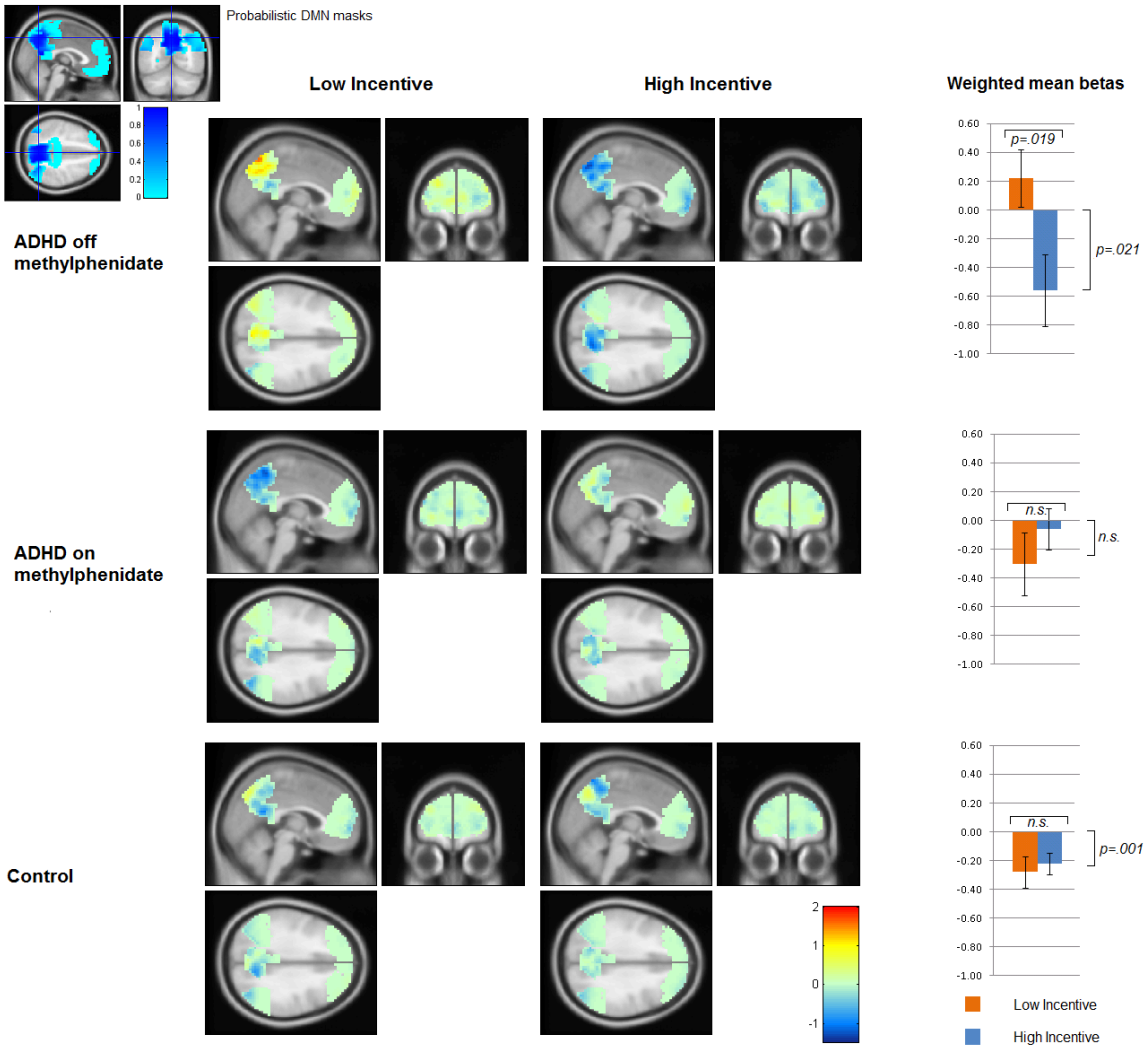 Probabilistic DMN masks
Low Incentive
High Incentive
Weighted mean betas
1
0.8
0.6
0.4
0.2
0
ADHD off
methylphenidate
0.60
0.40
0.20
0.00
-0.20
-0.40
-0.60
-0.80
-1.00
p=.019
p=.021
ADHD on
methylphenidate
0.60
0.40
0.20
0.00
-0.20
-0.40
-0.60
-0.80
-1.00
n.s.
n.s.
Control
2
1
0
-1
0.60
0.40
0.20
0.00
-0.20
-0.40
-0.60
-0.80
-1.00
n.s.
p=.001
Low Incentive
High Incentive